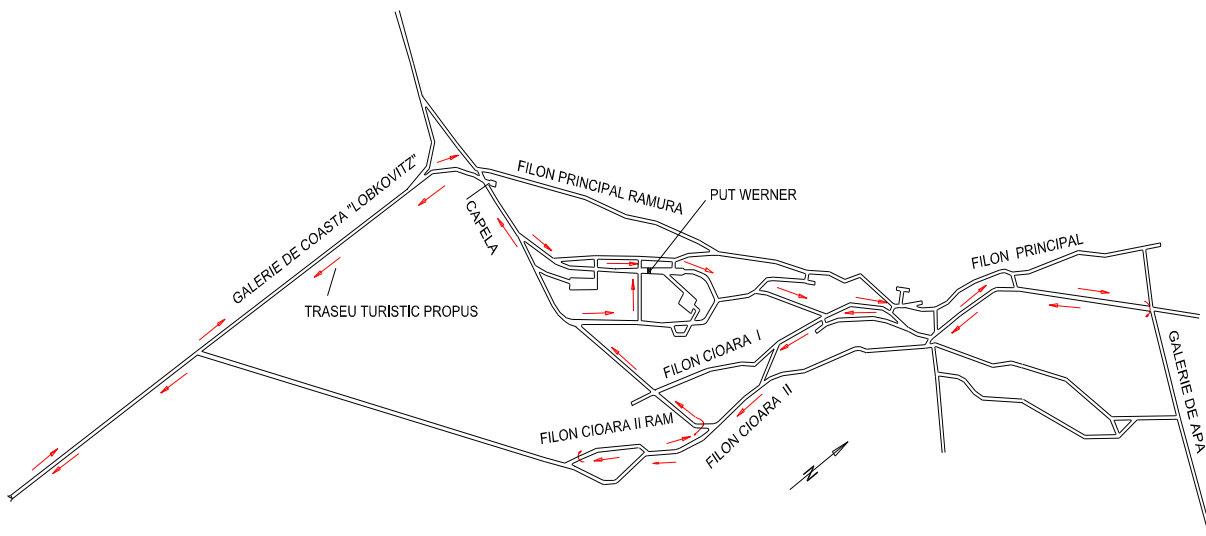 GALERIE DE COASTA "LOBKOVITZ"
FILON PRINCIPAL RAMURA
CAPELA
PUT WERNER
TRASEU TURISTIC PROPUS
FILON PRINCIPAL
FILON CIOARA I
FILON CIOARA II RAM
FILON CIOARA II
GALERIE DE APA
N